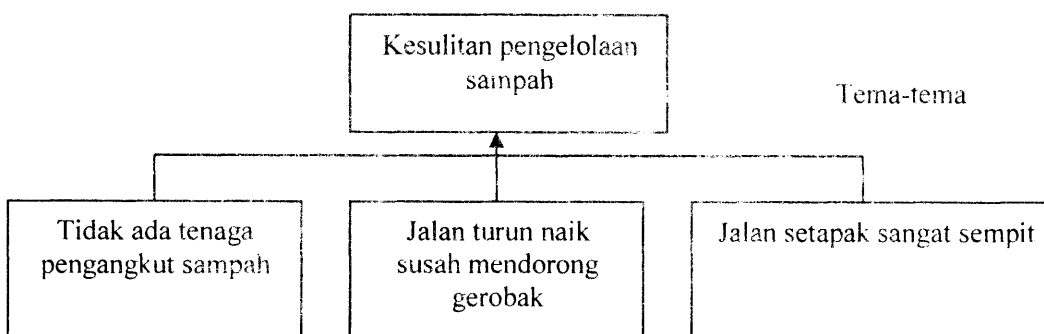 Kesulitan pengelolaan
sampah
Tema-tema
Tidak ada tenaga
pengangkut sampah
Jalan turun naik
susah mendorong
gerobak
Jalan setapak sangat sempit